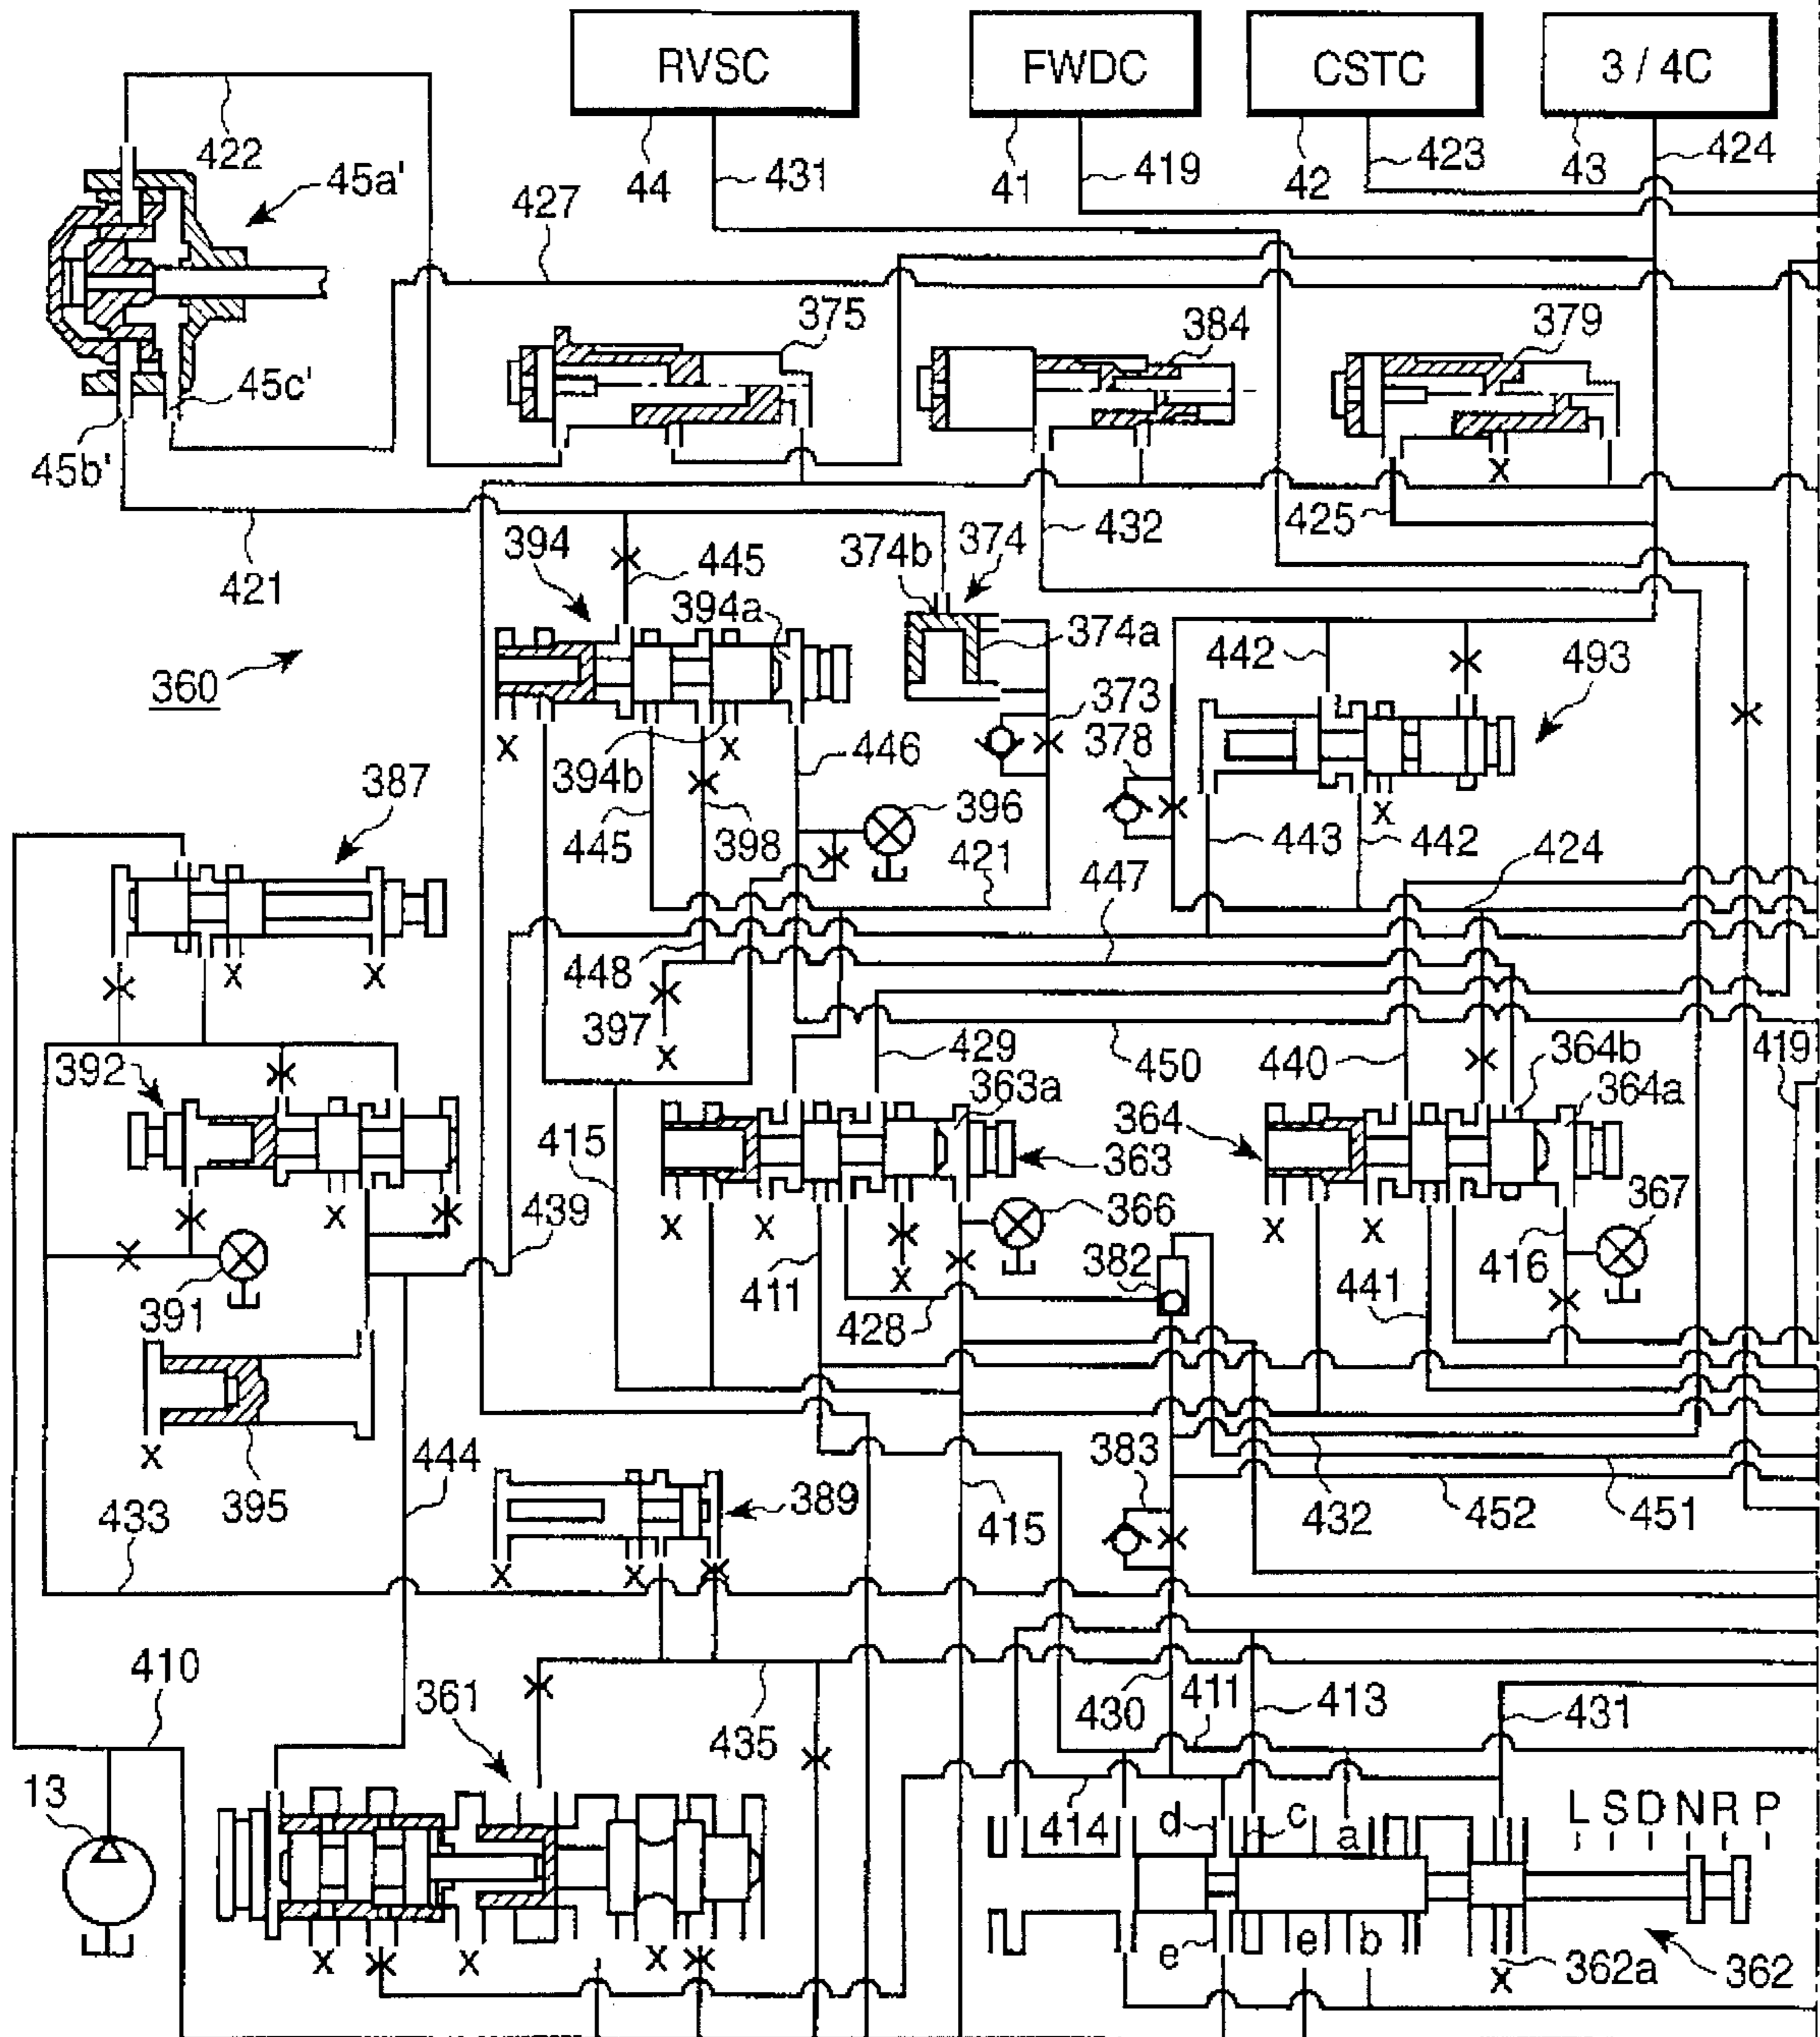 RVSC FWDC CSTC 3 / 4C
422 44 431 41 419 42 423 43 424
45a' 427
375 384 379
45c'
45b' X
421 394 445 374b 374 432 425
394a
374a 442 493
360
373
X X 446 378
394b X
387 445 398 396 443 442 424
421 447
X X 448
397
392 X 429 450 440 364b 419
363a 364a
415 364
363 367
X 439 X X 366 X X
411 382 416
391 X 441
428
395 383
X 444 389
433 415 432 452 451
X X
410 361 430 411 413 431
435
13 L S D N R P
414 d c a
e e b
X X X X 362a 362